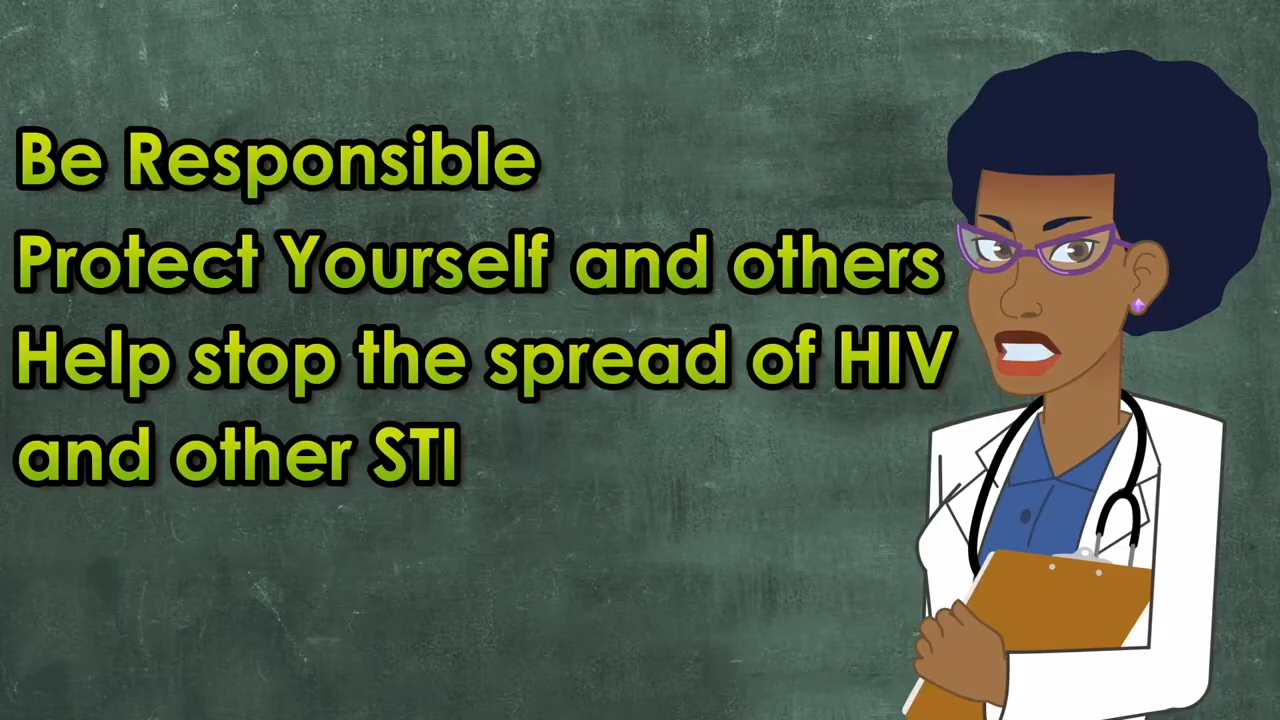 Be Responsible
Protect Yourself and others
Help stop the spread of HIV
and other STI